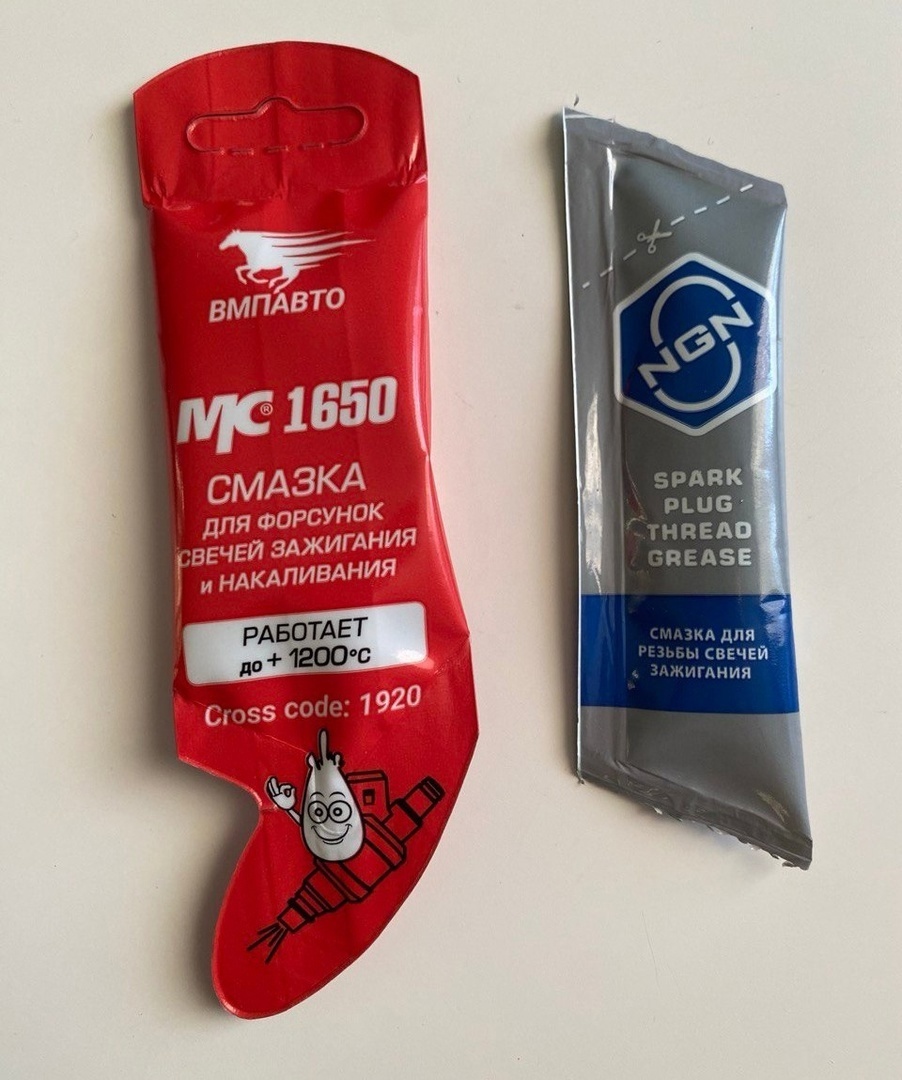 ВМПАВТО
МС® 1650
СМАЗКА
ДЛЯ ФОРСУНОК
СВЕЧЕЙ ЗАЖИГАНИЯ
и НАКАЛИВАНИЯ
РАБОТАЕТ
до + 1200°С
Cross code: 1920
NGN
SPARK
PLUG
THREAD
GREASE
СМАЗКА ДЛЯ
РЕЗЬБЫ СВЕЧЕЙ
ЗАЖИГАНИЯ